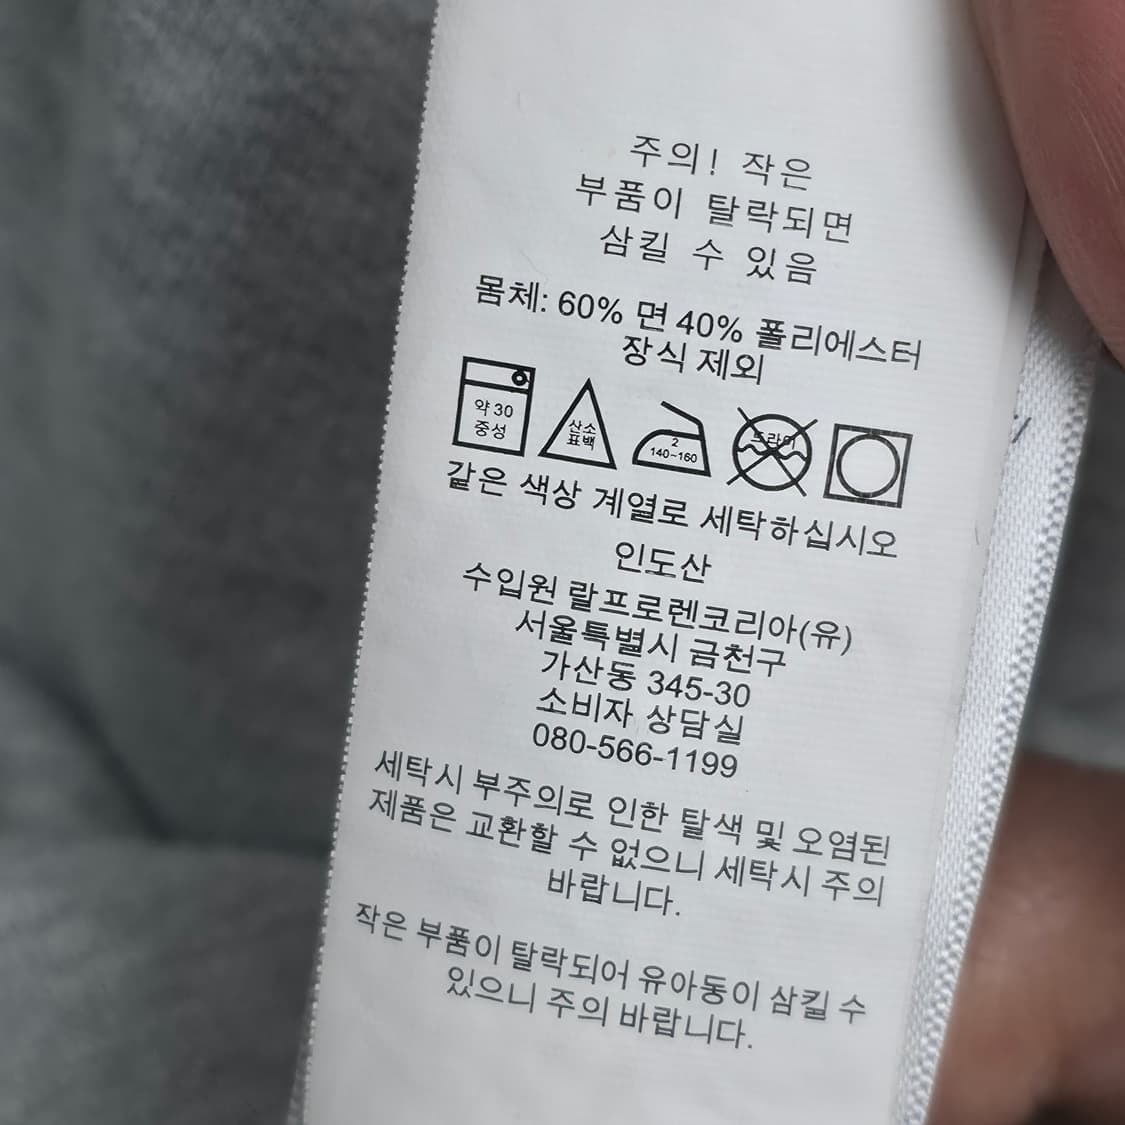 주의! 작은
부품이 탈락되면
삼킬 수 있음
몸체: 60% 면 40% 폴리에스터
장식 제외
약 30
중성
산소
표백
2
140~160
드라이
같은 색상 계열로 세탁하십시오
인도산
수입원 랄프로렌코리아(유)
서울특별시 금천구
가산동 345-30
소비자 상담실
080-566-1199
세탁시 부주의로 인한 탈색 및 오염된
제품은 교환할 수 없으니 세탁시 주의
바랍니다.
작은 부품이 탈락되어 유아동이 삼킬 수
있으니 주의 바랍니다.